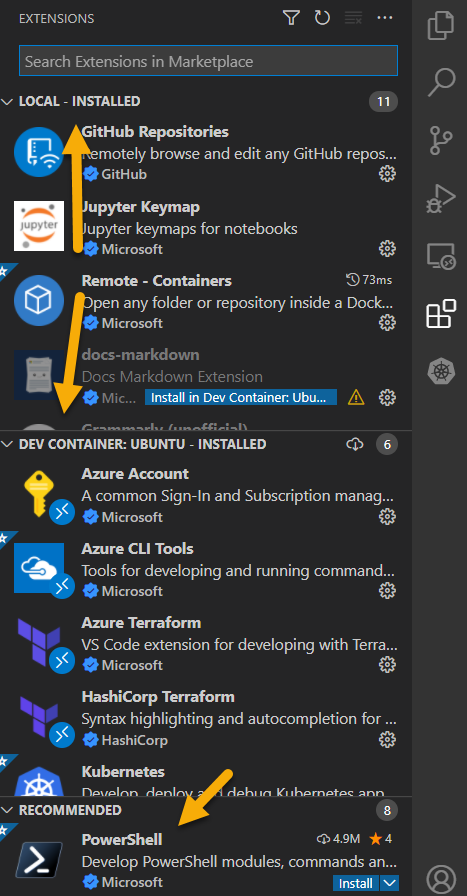 EXTENSIONS
Search Extensions in Marketplace
LOCAL - INSTALLED 11
GitHub Repositories
Remotely browse and edit any GitHub repos...
GitHub
jupyter
Jupyter Keymap
Jupyter keymaps for notebooks
Microsoft
Remote - Containers 73ms
Open any folder or repository inside a Dock...
Microsoft
docs-markdown
Docs Markdown Extension
Mic... Install in Dev Container: Ubu...
Grammarly (unofficial)
DEV CONTAINER: UBUNTU - INSTALLED 6
Azure Account
A common Sign-In and Subscription manag...
Microsoft
Azure CLI Tools
Tools for developing and running command...
Microsoft
Azure Terraform
VS Code extension for developing with Terra...
Microsoft
HashiCorp Terraform
Syntax highlighting and autocompletion for ...
HashiCorp
Kubernetes
Develop, deploy and debug Kubernetes app
RECOMMENDED 8
PowerShell 4.9M 4
Develop PowerShell modules, commands an...
Microsoft Install